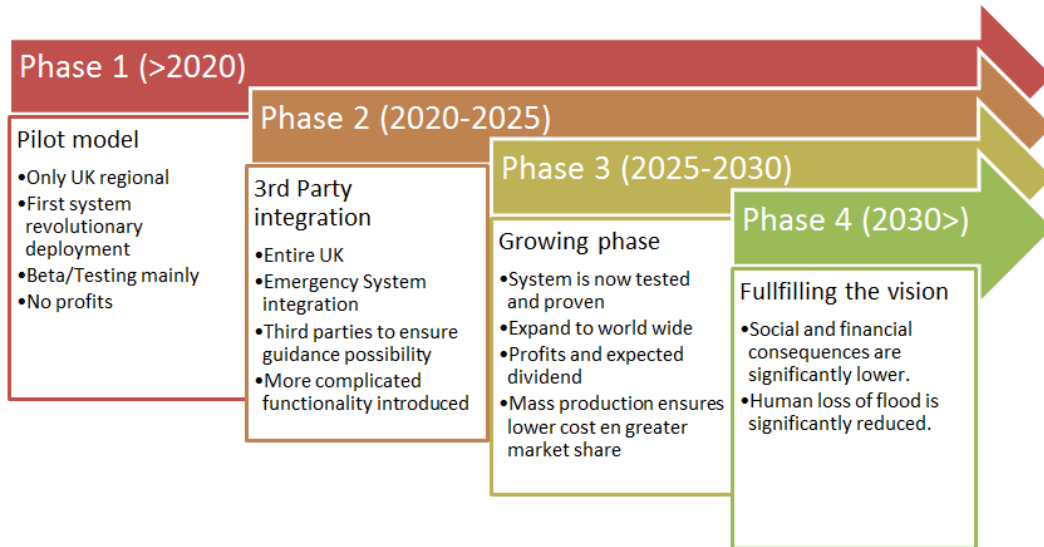 Phase 1 (>2020)
Pilot model
•Only UK regional
•First system
revolutionary
deployment
•Beta/Testing mainly
•No profits
Phase 2 (2020-2025)
3rd Party
integration
•Entire UK
•Emergency System
integration
•Third parties to ensure
guidance possibility
•More complicated
functionality introduced
Phase 3 (2025-2030)
Growing phase
•System is now tested
and proven
•Expand to world wide
•Profits and expected
dividend
•Mass production ensures
lower cost en greater
market share
Phase 4 (2030>)
Fullfilling the vision
•Social and financial
consequences are
significantly lower.
•Human loss of flood is
significantly reduced.